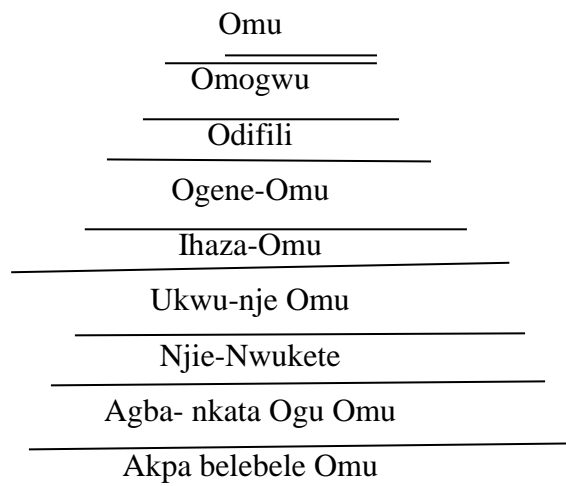 Omu
Omogwu
Odifili
Ogene-Omu
Ihaza-Omu
Ukwu-nje Omu
Njie-Nwukete
Agba- nkata Ogu Omu
Akpa belebele Omu